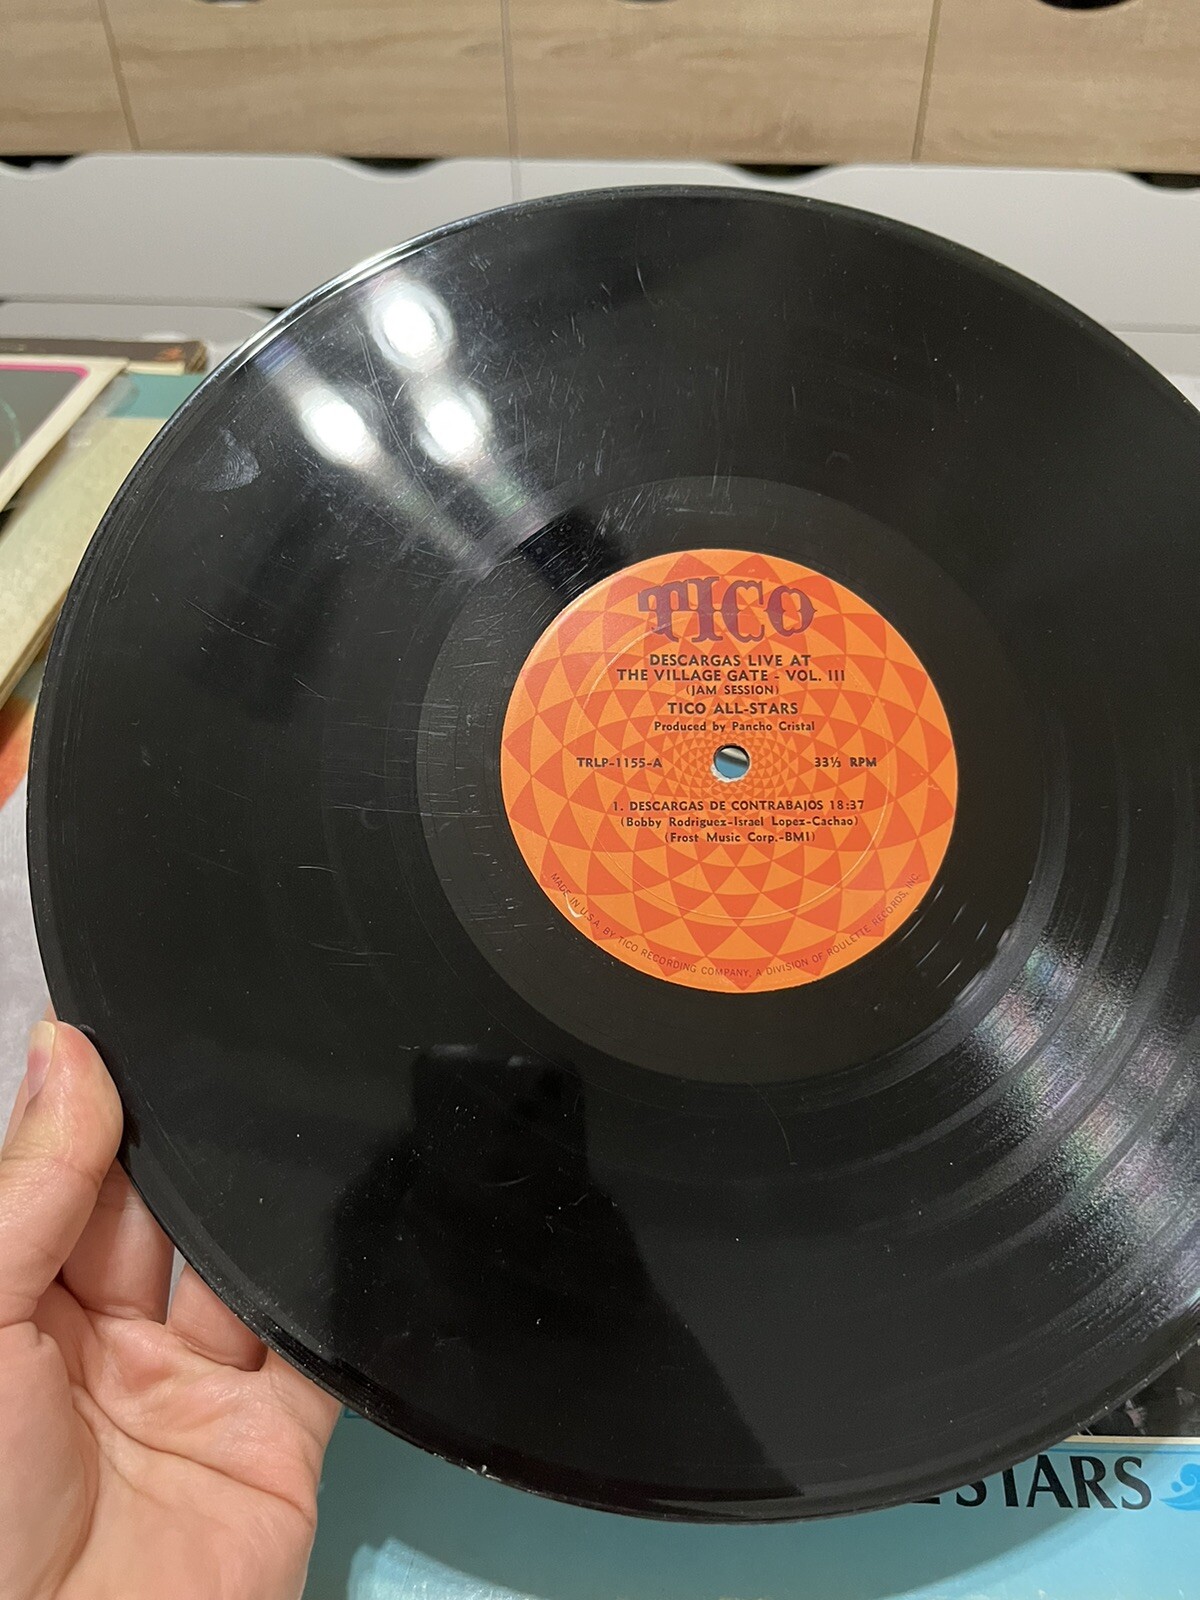 TICO
DESCARGAS LIVE AT
THE VILLAGE GATE - VOL. III
(JAM SESSION)
TICO ALL-STARS
Produced by Pancho Cristal
TRLP-1155-A 33⅓ RPM
1. DESCARGAS DE CONTRABAJOS 18:37
(Bobby Rodriguez-Israel Lopez-Cachao)
(Frost Music Corp.-BMI)
MADE IN U.S.A. BY TICO RECORDING COMPANY, A DIVISION OF ROULETTE RECORDS, INC.
STARS